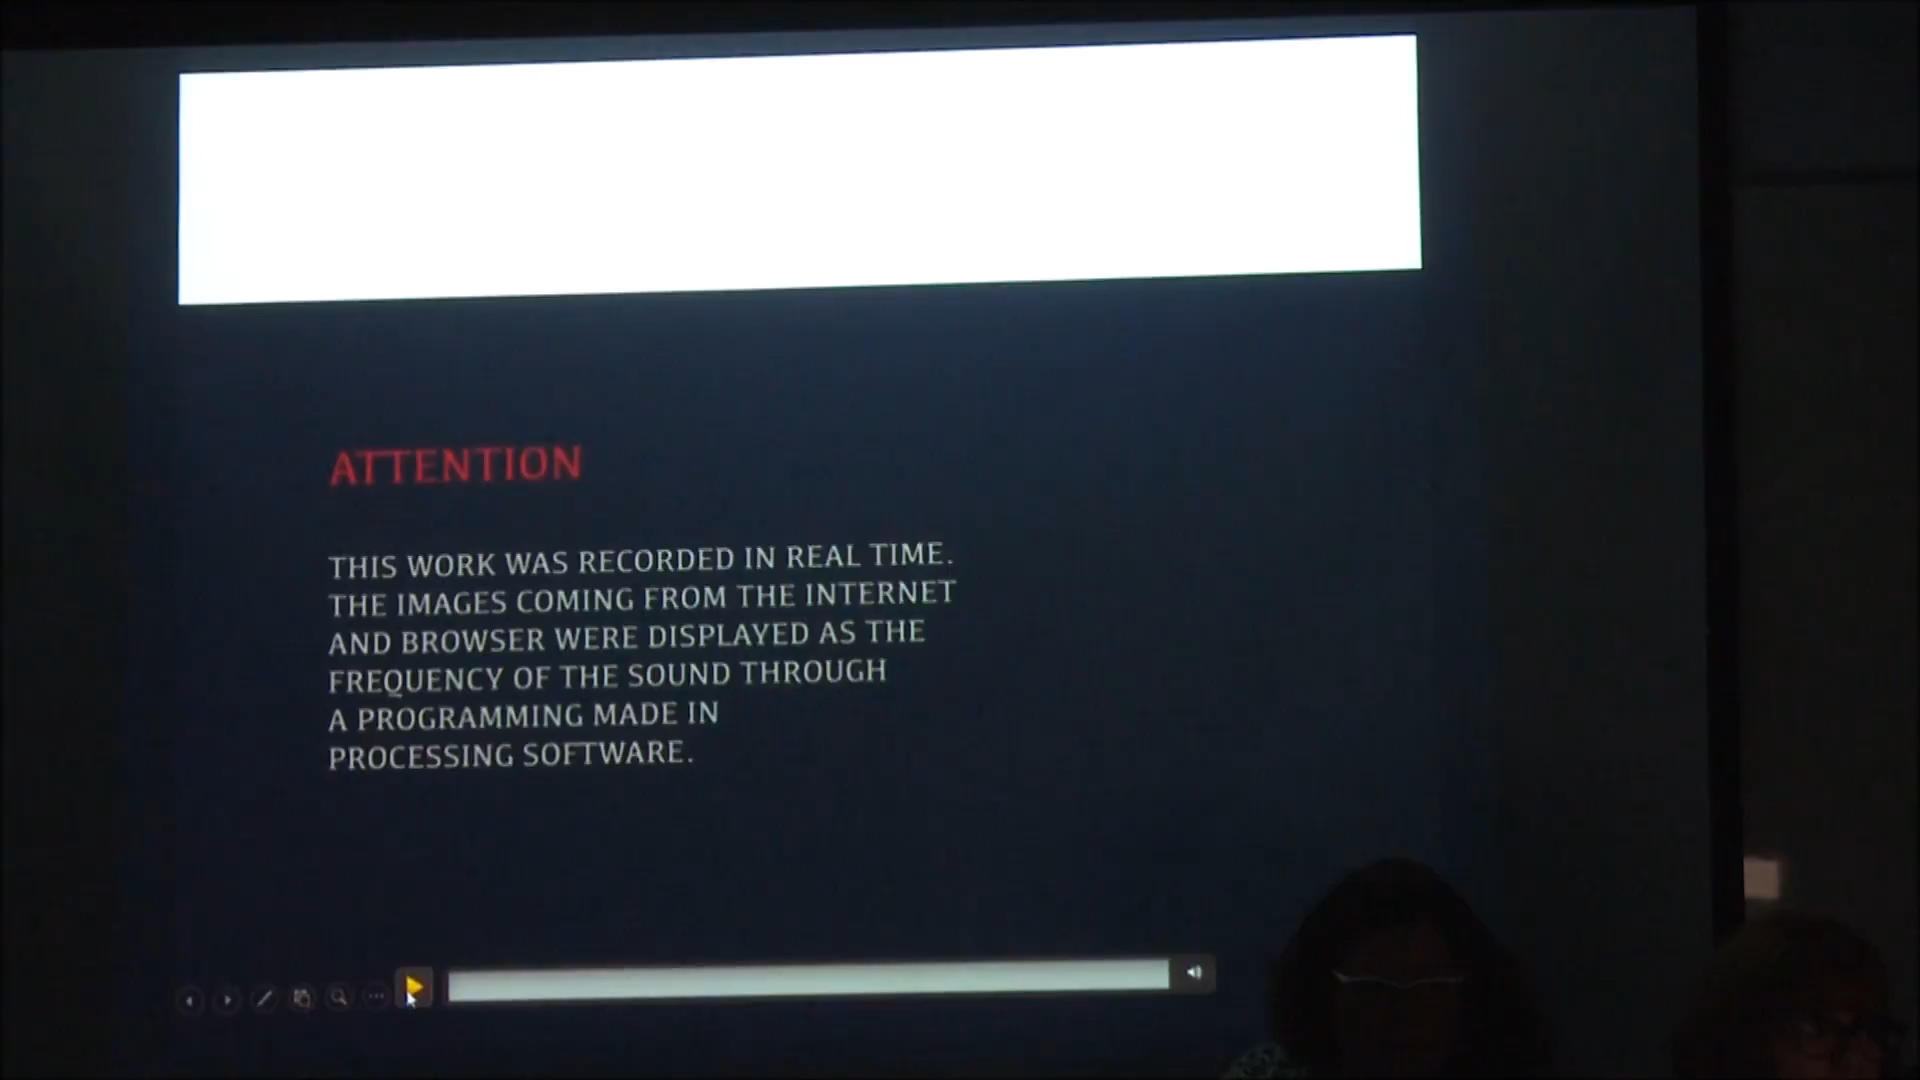 ATTENTION
THIS WORK WAS RECORDED IN REAL TIME.
THE IMAGES COMING FROM THE INTERNET
AND BROWSER WERE DISPLAYED AS THE
FREQUENCY OF THE SOUND THROUGH
A PROGRAMMING MADE IN
PROCESSING SOFTWARE.